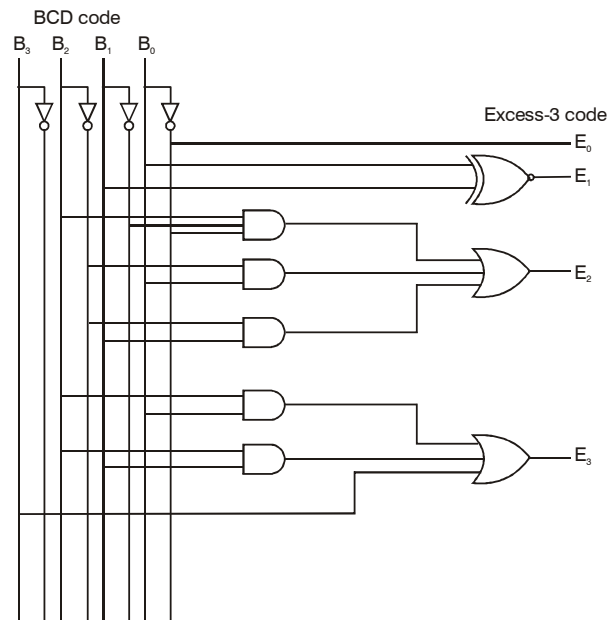 BCD code
B₃ B₂ B₁ B₀
Excess-3 code
E₀
E₁
E₂
E₃